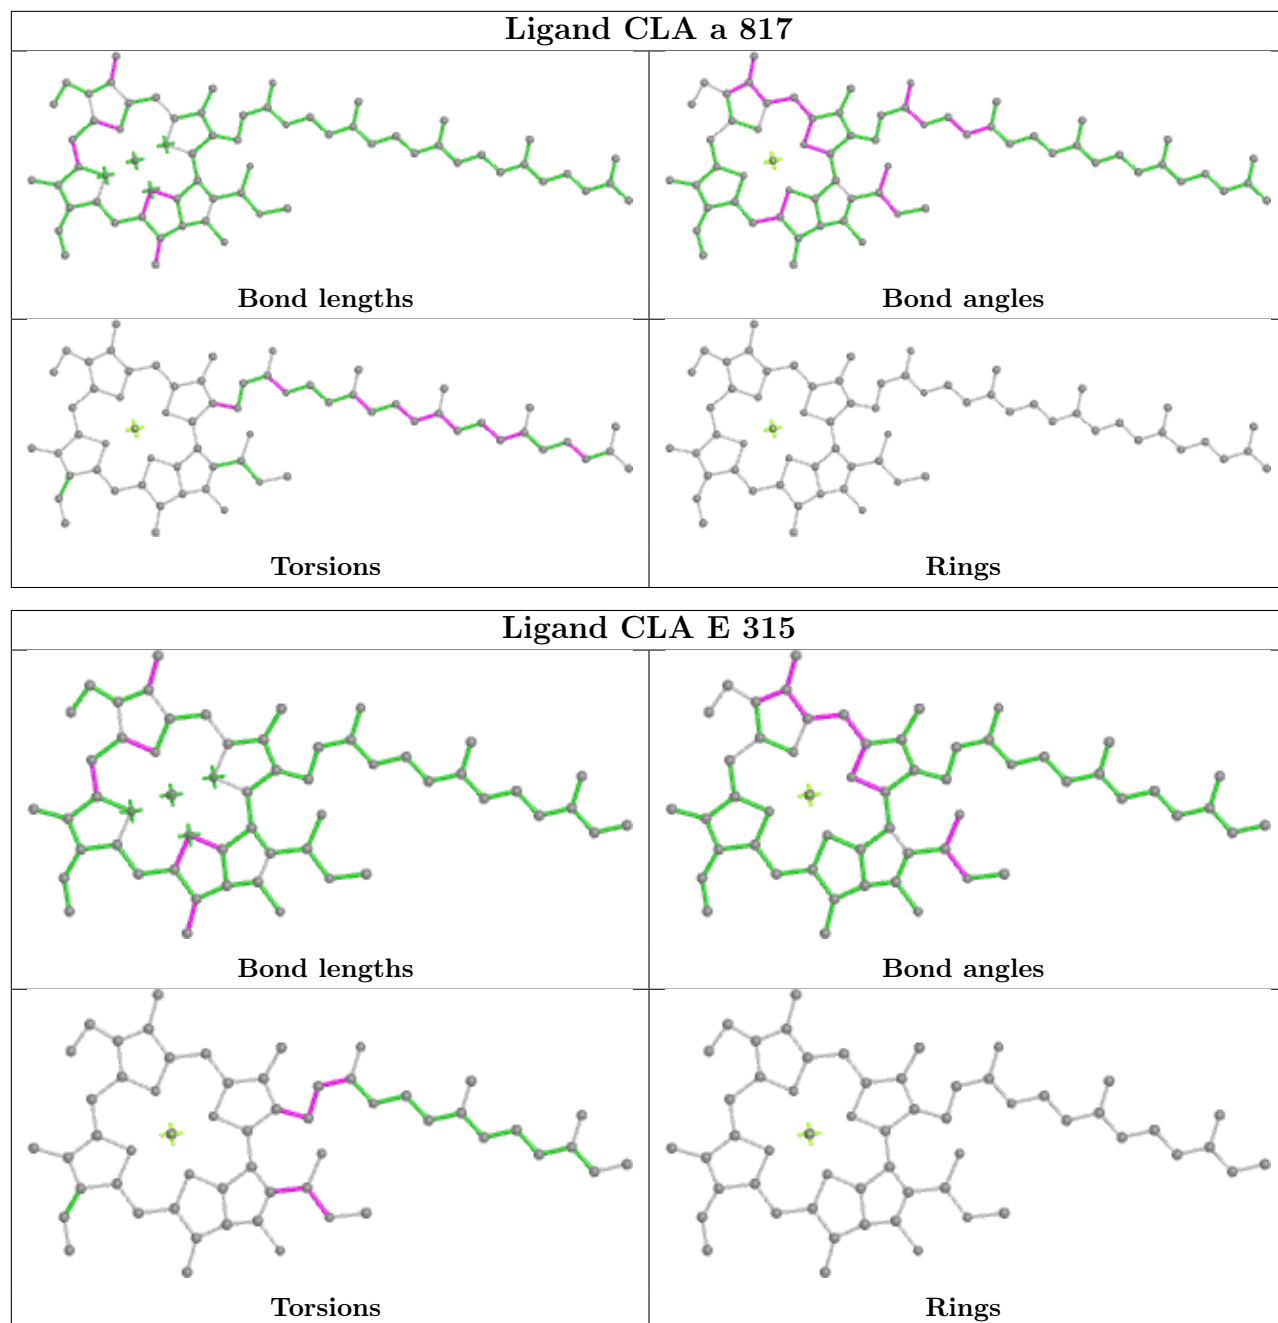 Ligand CLA a 817
Bond lengths
Bond angles
Torsions
Rings
Ligand CLA E 315
Bond lengths
Bond angles
Torsions
Rings